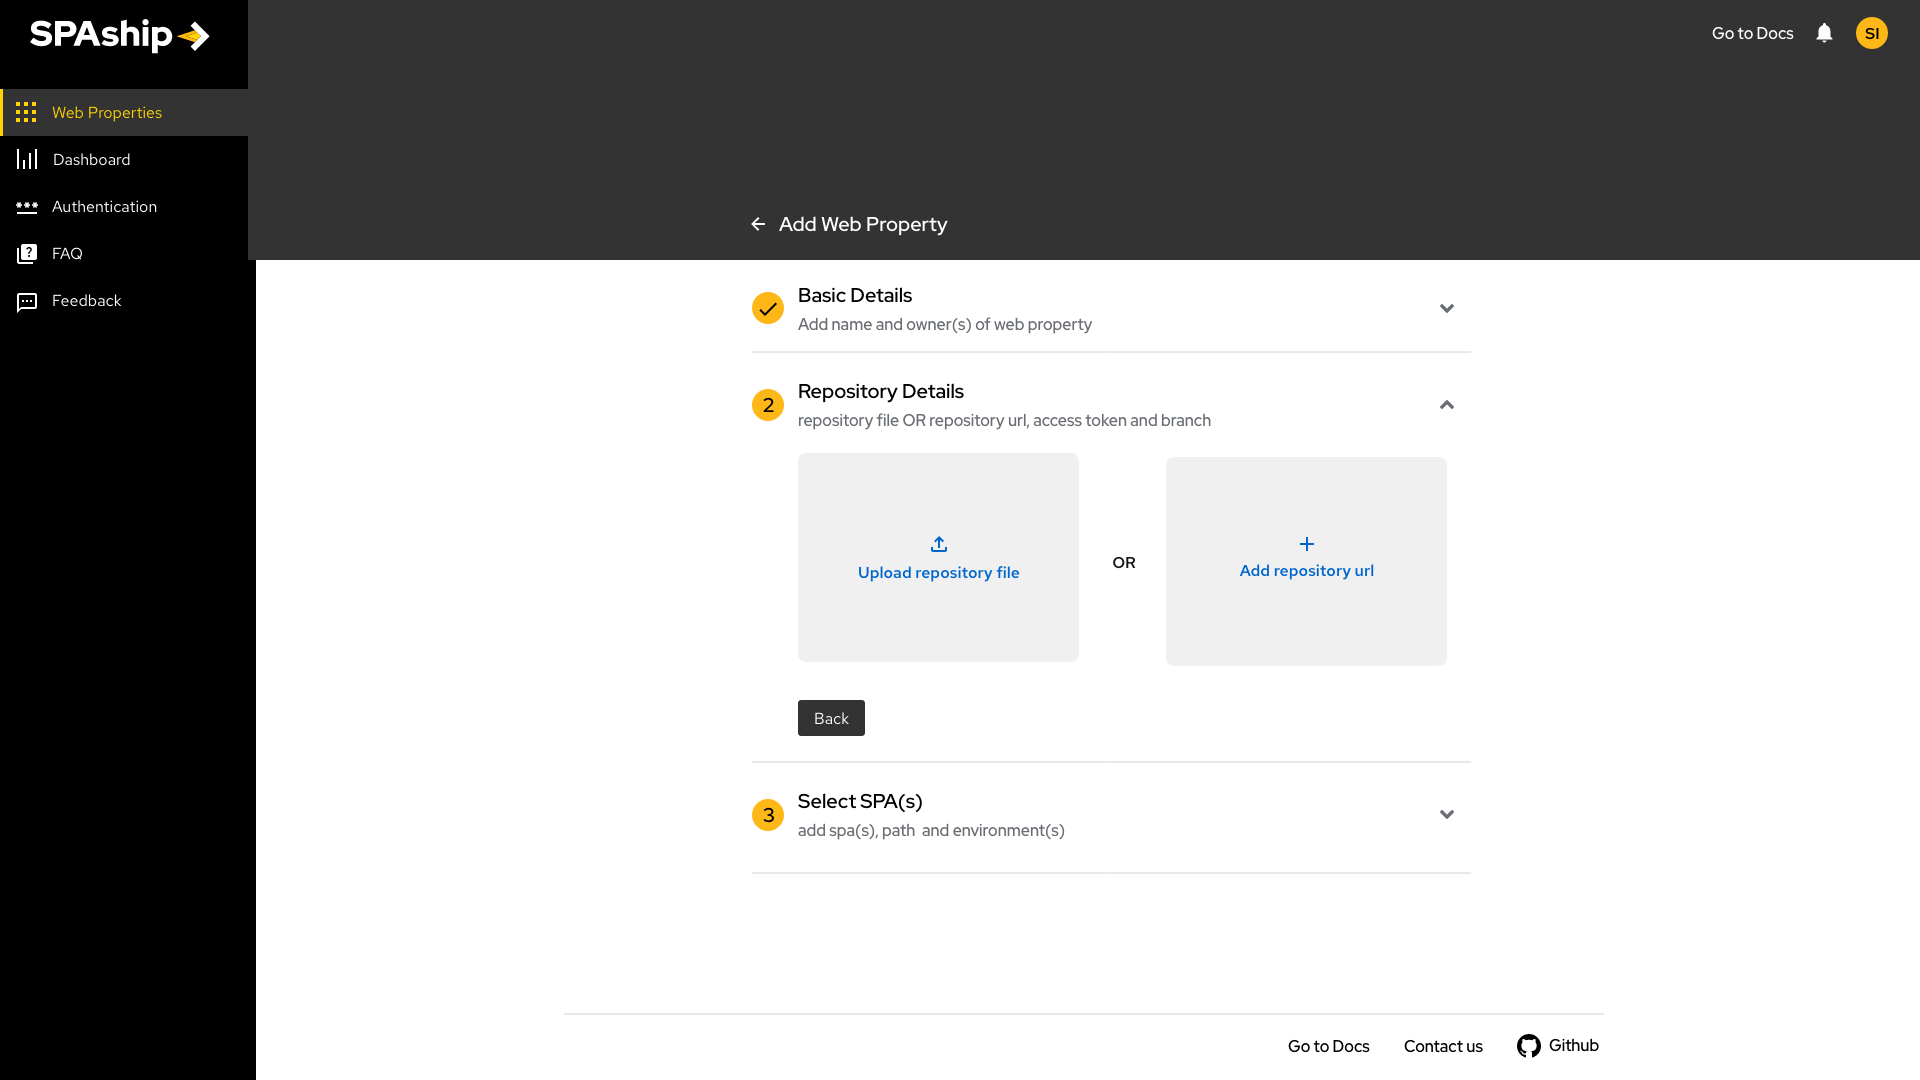 SPAship
Go to Docs
SI
Web Properties
Dashboard
Authentication
FAQ
Feedback
Add Web Property
Basic Details
Add name and owner(s) of web property
2
Repository Details
repository file OR repository url, access token and branch
Upload repository file
OR
Add repository url
Back
3
Select SPA(s)
add spa(s), path  and environment(s)
Go to Docs
Contact us
Github